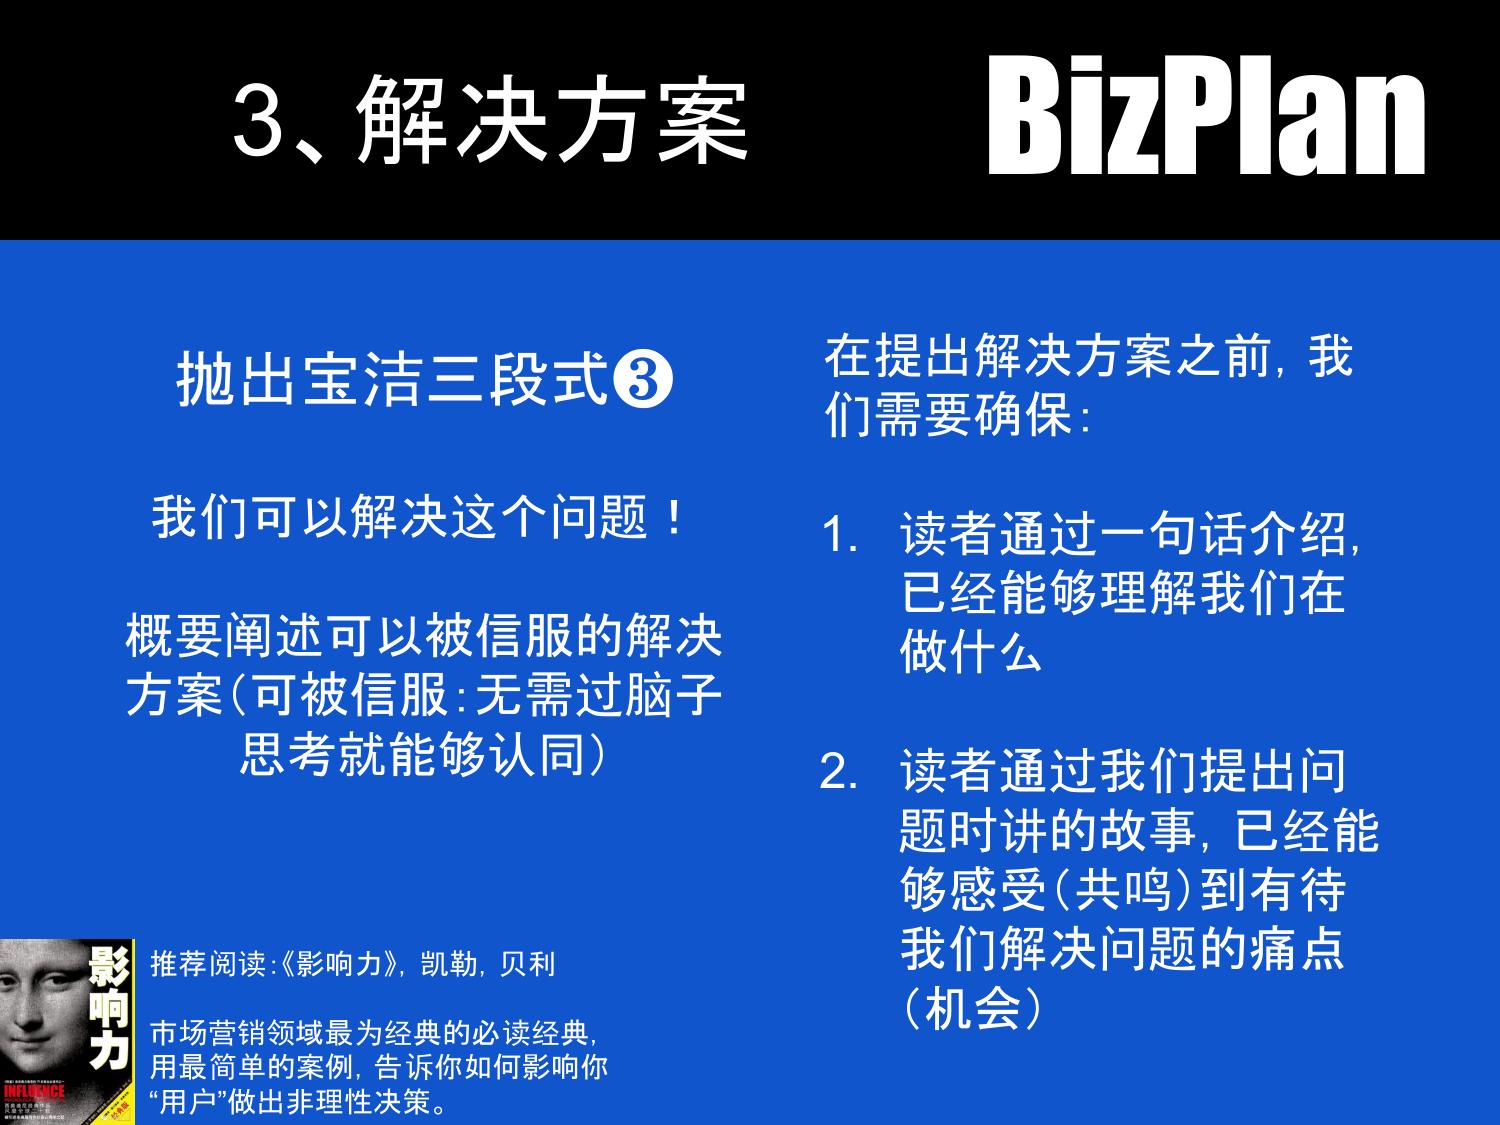 3、解决方案
BizPlan
抛出宝洁三段式❸
我们可以解决这个问题！
概要阐述可以被信服的解决
方案（可被信服：无需过脑子
思考就能够认同）
在提出解决方案之前，我
们需要确保：
1. 读者通过一句话介绍，
已经能够理解我们在
做什么
2. 读者通过我们提出问
题时讲的故事，已经能
够感受（共鸣）到有待
我们解决问题的痛点
（机会）
影响力
INFLUENCE
经典版
推荐阅读：《影响力》，凯勒，贝利
市场营销领域最为经典的必读经典，
用最简单的案例，告诉你如何影响你
“用户”做出非理性决策。